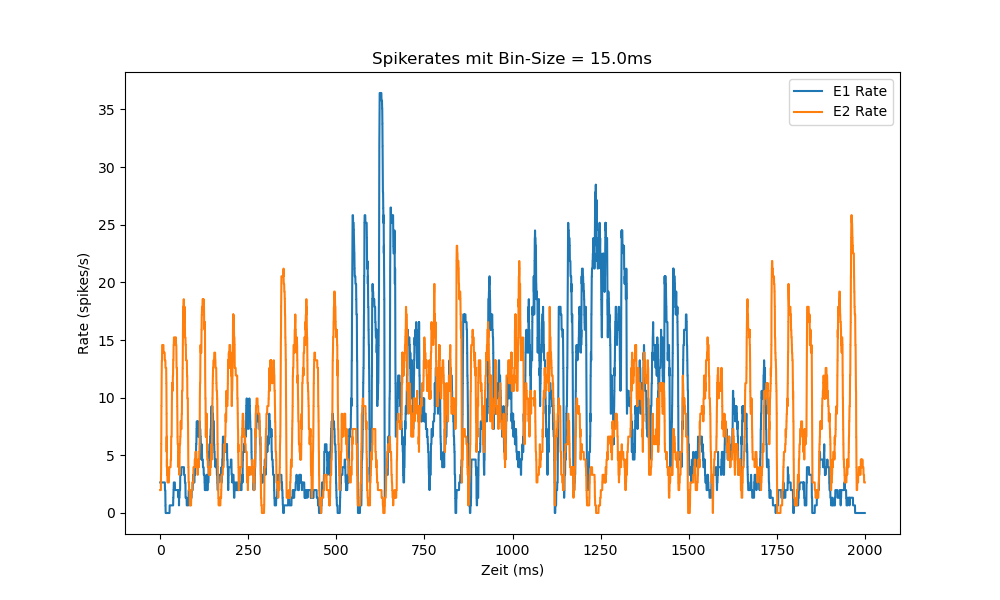 Spikerates mit Bin-Size = 15.0ms
E1 Rate
E2 Rate
35
30
25
20
15
10
5
0
Rate (spikes/s)
0 250 500 750 1000 1250 1500 1750 2000
Zeit (ms)